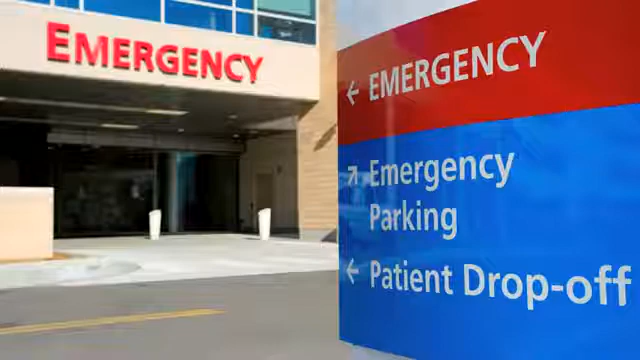 EMERGENCY
← EMERGENCY
↗ Emergency
Parking
← Patient Drop-off